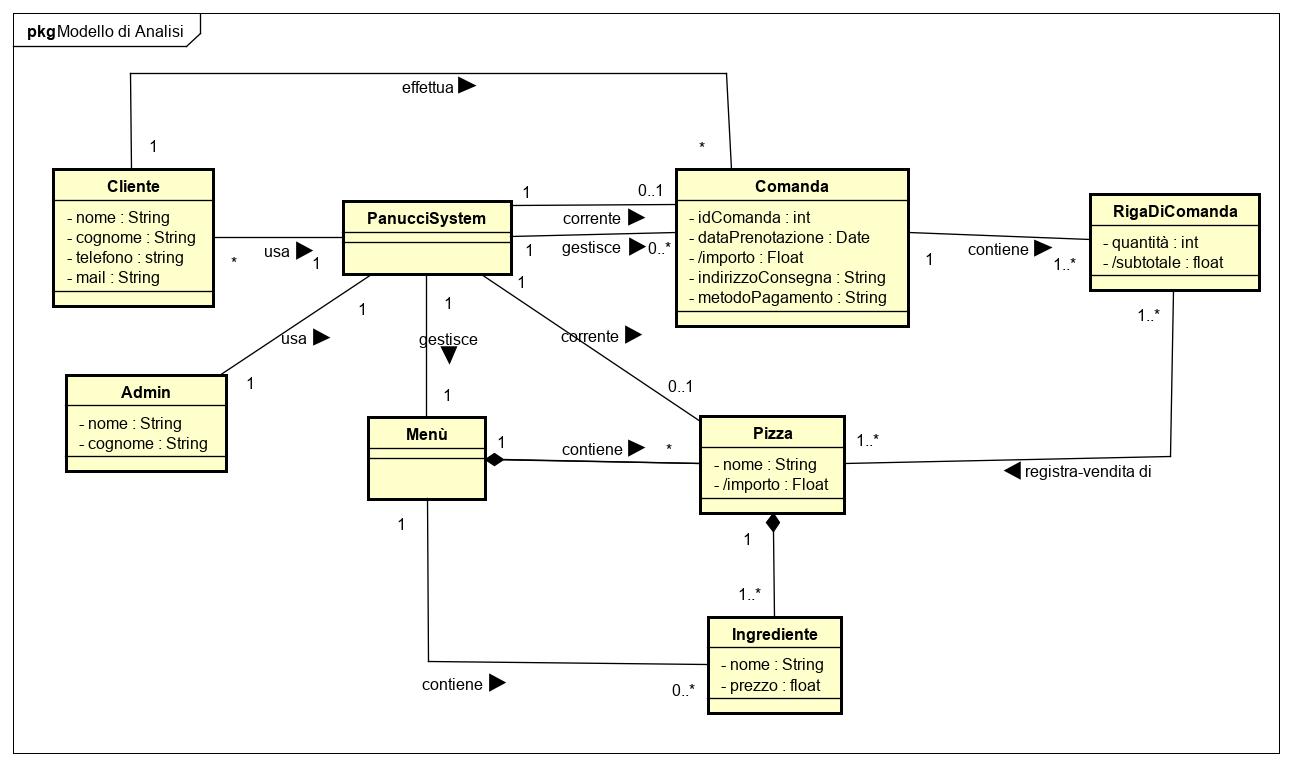 pkg Modello di Analisi
effettua
1
*
Cliente
- nome : String
- cognome : String
- telefono : string
- mail : String
*
usa
1
PanucciSystem
1
corrente
0..1
1
gestisce
0..*
Comanda
- idComanda : int
- dataPrenotazione : Date
- /importo : Float
- indirizzoConsegna : String
- metodoPagamento : String
1
contiene
1..*
RigaDiComanda
- quantità : int
- /subtotale : float
1..*
1
usa
1
Admin
- nome : String
- cognome : String
1
gestisce
1
1
corrente
0..1
Menù
1
contiene
*
Pizza
- nome : String
- /importo : Float
1..*
registra-vendita di
1
1..*
1
contiene
0..*
Ingrediente
- nome : String
- prezzo : float